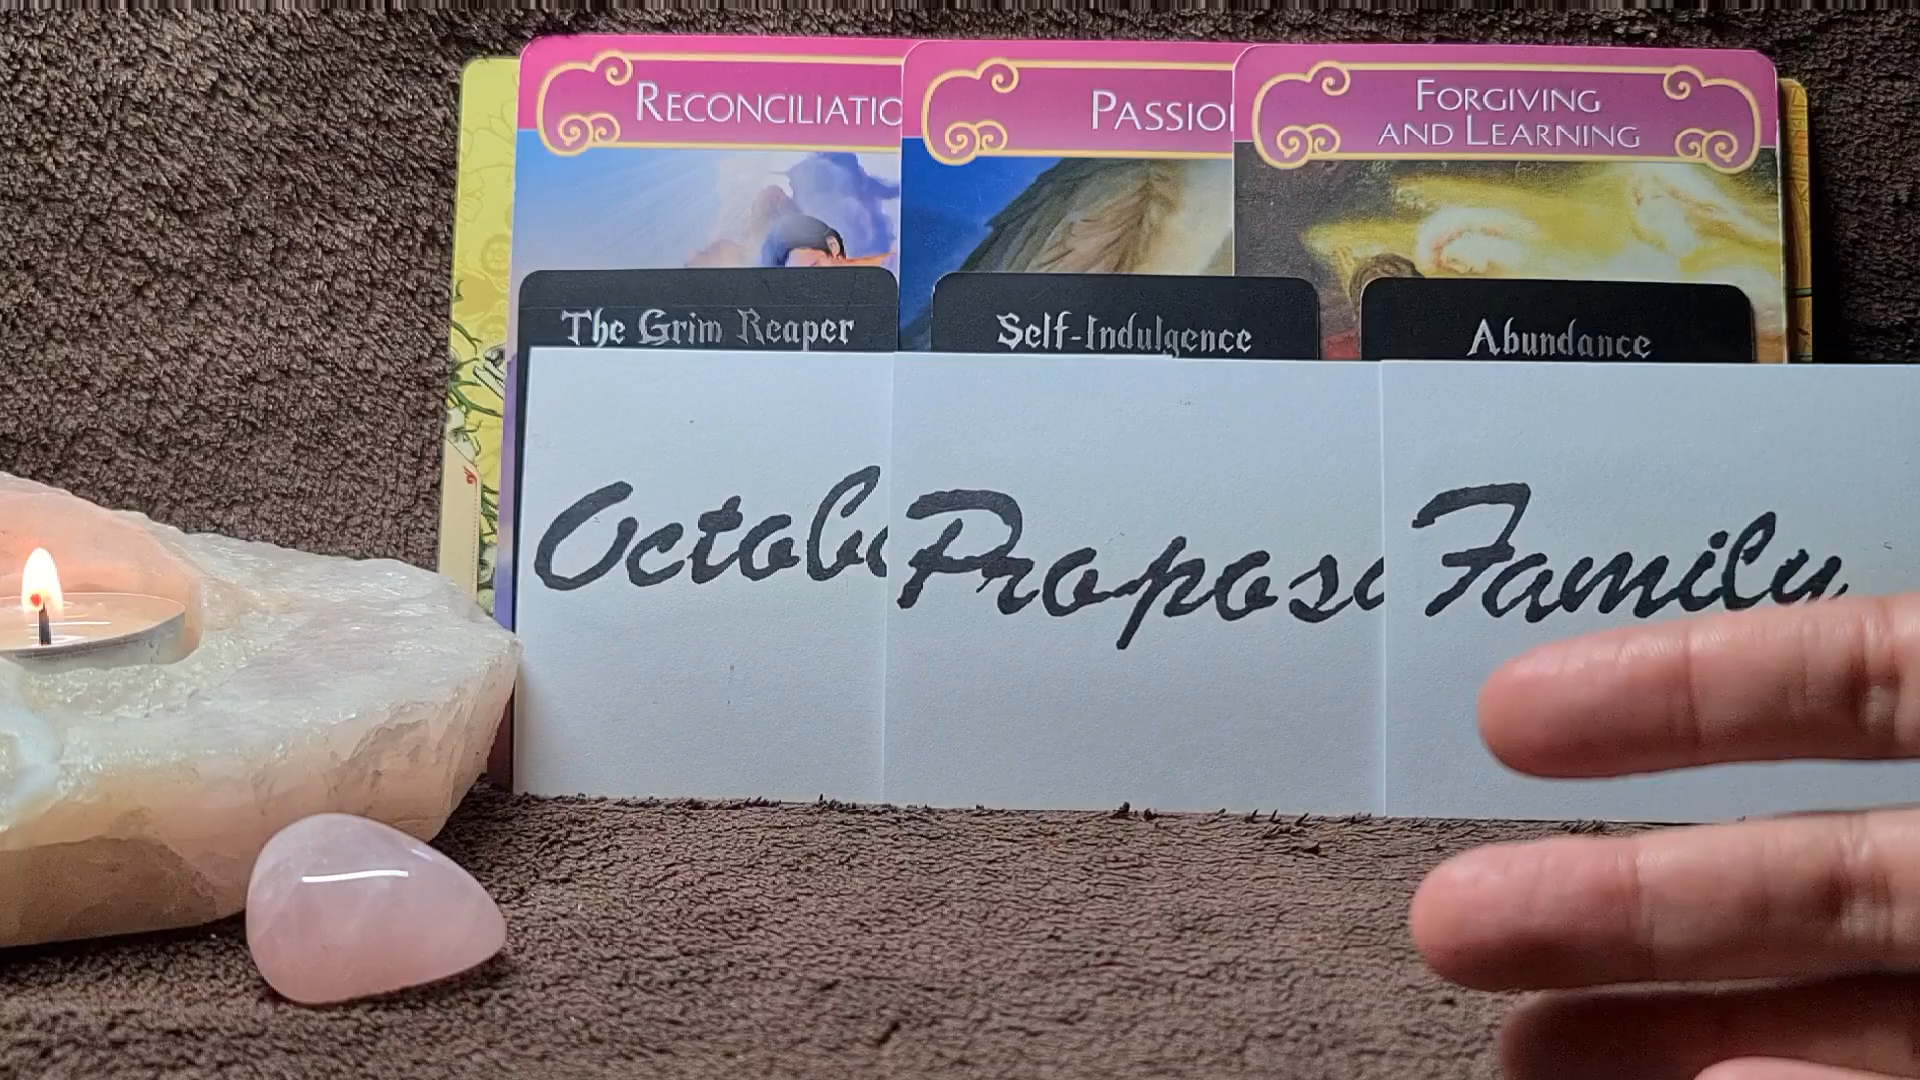 RECONCILIATIO
PASSIO
FORGIVING
AND LEARNING
The Grim Reaper
Self-Indulgence
Abundance
Octob
Propos
Family